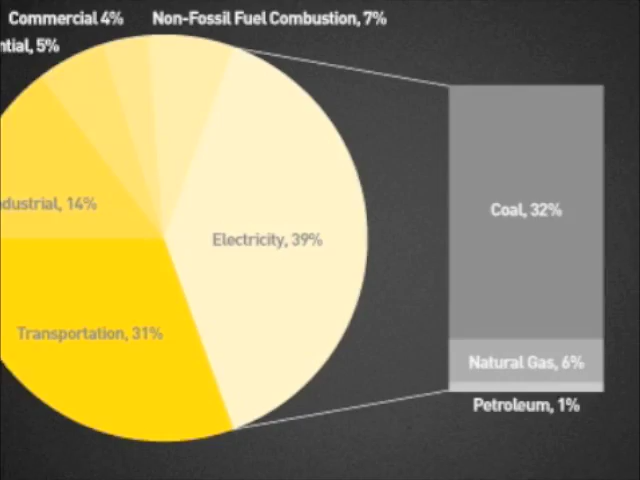 Commercial 4% Non-Fossil Fuel Combustion, 7%
ntial, 5%
ndustrial, 14%
Coal, 32%
Electricity, 39%
Transportation, 31%
Natural Gas, 6%
Petroleum, 1%